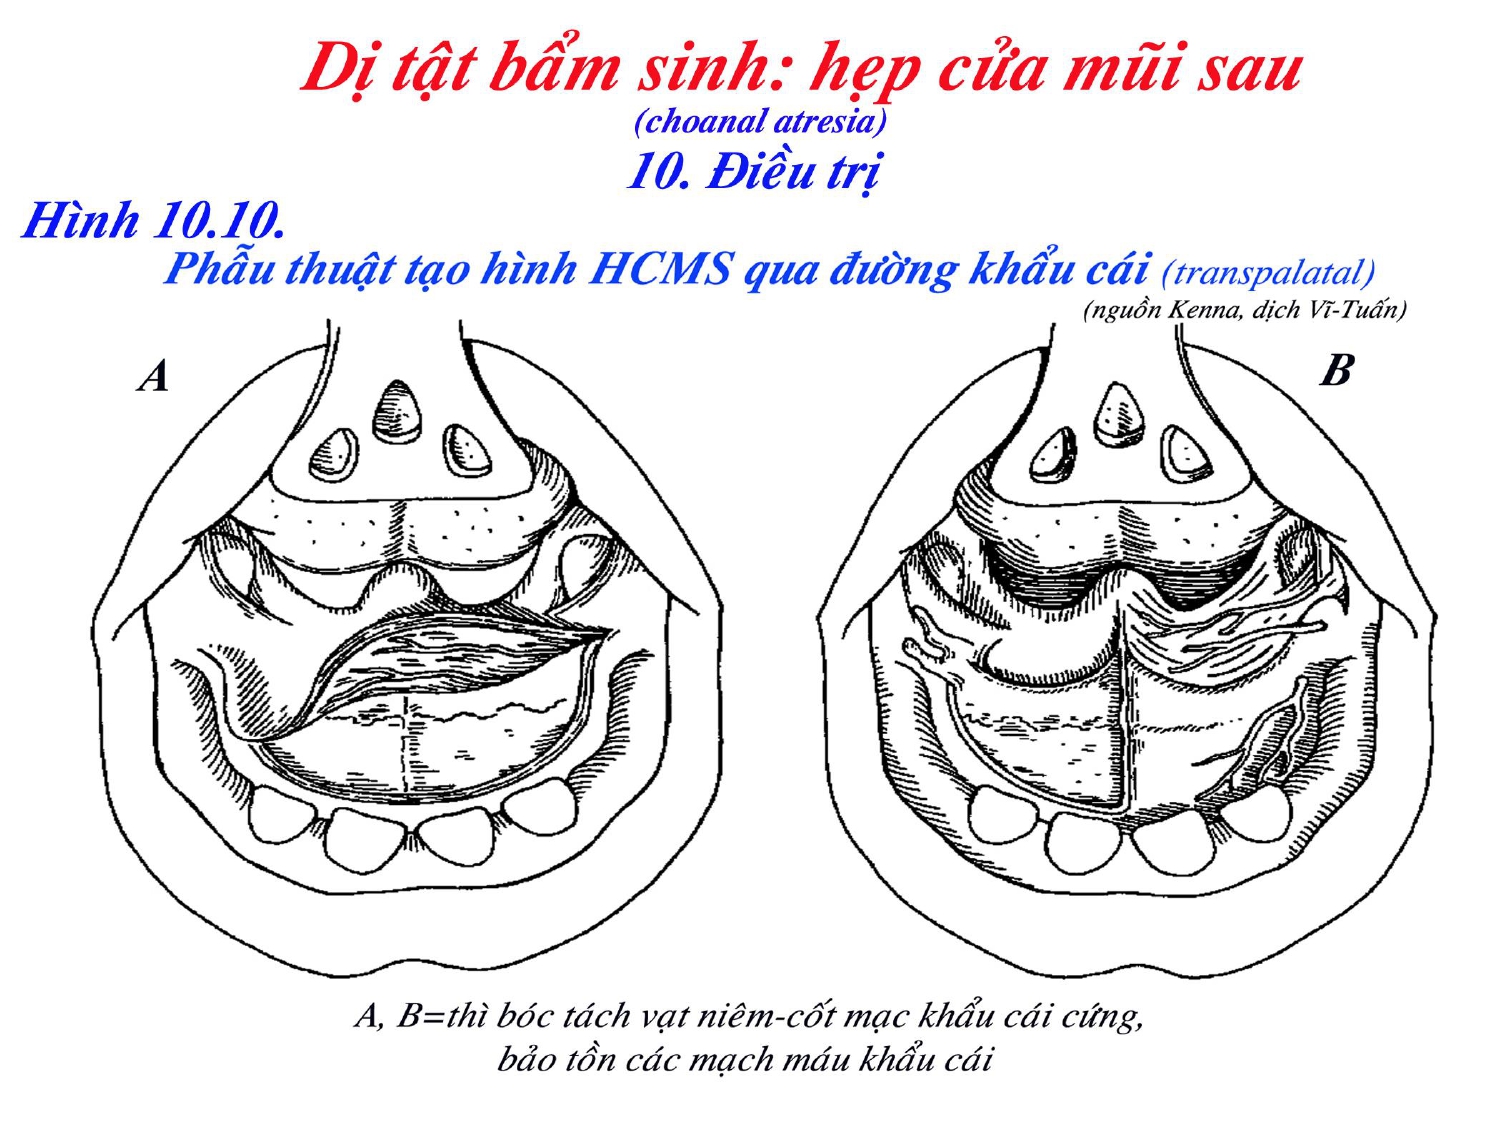 Dị tật bẩm sinh: hẹp cửa mũi sau
(choanal atresia)
10. Điều trị
Hình 10.10.
Phẫu thuật tạo hình HCMS qua đường khẩu cái (transpalatal)
(nguồn Kenna, dịch Vĩ-Tuấn)
A
B
A, B=thì bóc tách vạt niêm-cốt mạc khẩu cái cứng,
bảo tồn các mạch máu khẩu cái